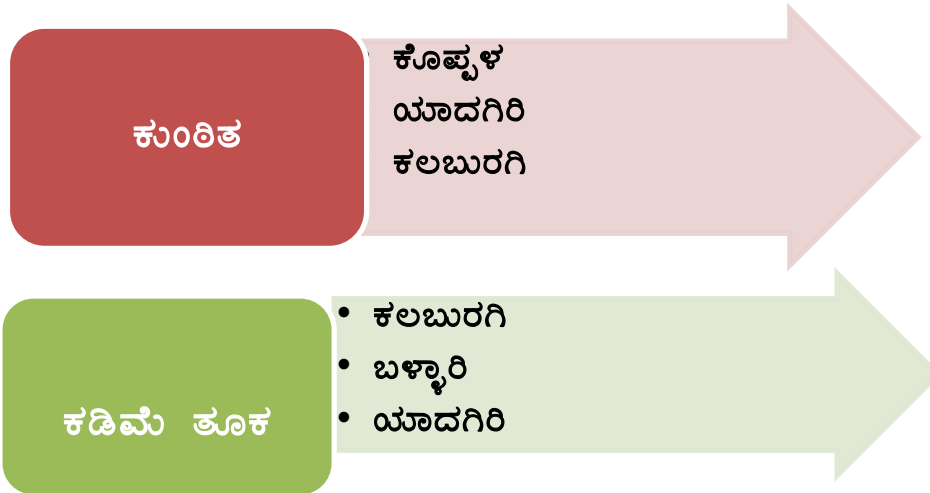 ಕುಂಠಿತ
ಕೊಪ್ಪಳ
ಯಾದಗಿರಿ
ಕಲಬುರಗಿ
ಕಡಿಮೆ ತೂಕ
• ಕಲಬುರಗಿ
• ಬಳ್ಳಾರಿ
• ಯಾದಗಿರಿ